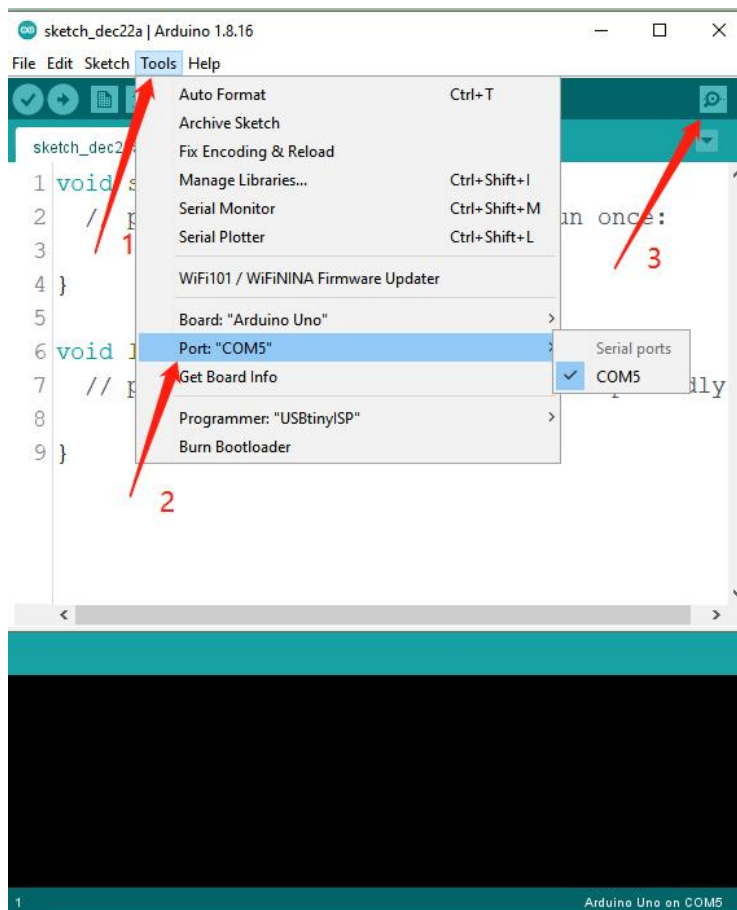 sketch_dec22a | Arduino 1.8.16
File Edit Sketch Tools Help
Auto Format Ctrl+T
Archive Sketch
Fix Encoding & Reload
Manage Libraries... Ctrl+Shift+I
Serial Monitor Ctrl+Shift+M
Serial Plotter Ctrl+Shift+L
WiFi101 / WiFiNINA Firmware Updater
Board: "Arduino Uno"
Port: "COM5"
Get Board Info
Programmer: "USBtinyISP"
Burn Bootloader
Serial ports
COM5
sketch_dec2
1 void s
2 // p un once:
3
4 }
5
6 void l
7 // p dly
8
9 }
1
2
3
1 Arduino Uno on COM5